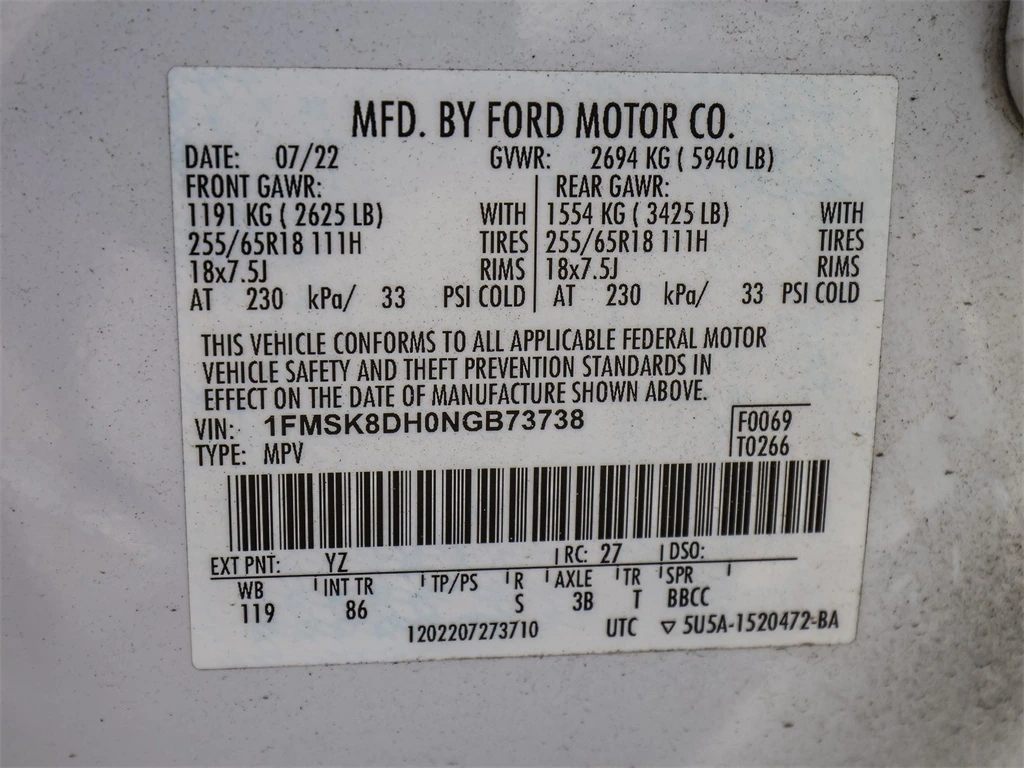 MFD. BY FORD MOTOR CO.
DATE: 07/22 GVWR: 2694 KG ( 5940 LB)
FRONT GAWR: REAR GAWR:
1191 KG ( 2625 LB) WITH 1554 KG ( 3425 LB) WITH
255/65R18 111H TIRES 255/65R18 111H TIRES
18x7.5J RIMS 18x7.5J RIMS
AT 230 kPa/ 33 PSI COLD AT 230 kPa/ 33 PSI COLD
THIS VEHICLE CONFORMS TO ALL APPLICABLE FEDERAL MOTOR
VEHICLE SAFETY AND THEFT PREVENTION STANDARDS IN
EFFECT ON THE DATE OF MANUFACTURE SHOWN ABOVE.
VIN: 1FMSK8DH0NGB73738 F0069
TYPE: MPV T0266
EXT PNT: YZ RC: 27 DSO:
WB INT TR TP/PS R AXLE TR SPR
119 86 S 3B T BBCC
1202207273710 UTC ▽ 5U5A-1520472-BA